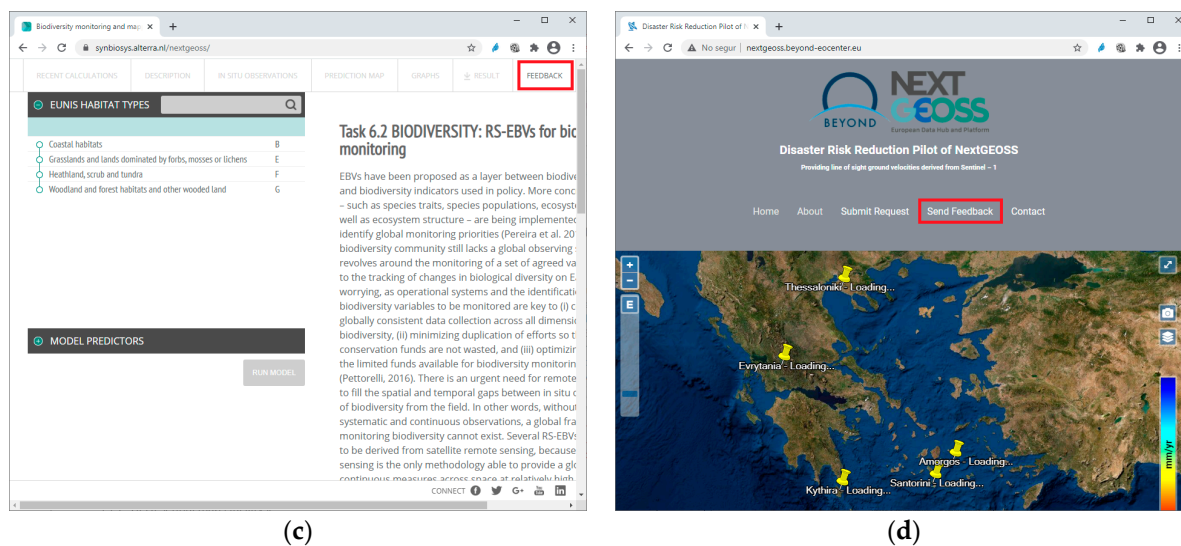 Biodiversity monitoring and map
synbiosys.alterra.nl/nextgeoss/
RECENT CALCULATIONS DESCRIPTION IN SITU OBSERVATIONS PREDICTION MAP GRAPHS RESULT FEEDBACK
EUNIS HABITAT TYPES
Coastal habitats B
Grasslands and lands dominated by forbs, mosses or lichens E
Heathland, scrub and tundra F
Woodland and forest habitats and other wooded land G
MODEL PREDICTORS
RUN MODEL
Task 6.2 BIODIVERSITY: RS-EBVs for bio
monitoring
EBVs have been proposed as a layer between biodive
and biodiversity indicators used in policy. More conc
– such as species traits, species populations, ecosyst
well as ecosystem structure – are being implemented
identify global monitoring priorities (Pereira et al. 20
biodiversity community still lacks a global observing
revolves around the monitoring of a set of agreed va
to the tracking of changes in biological diversity on E
worrying, as operational systems and the identificati
biodiversity variables to be monitored are key to (i) c
globally consistent data collection across all dimensi
biodiversity, (ii) minimizing duplication of efforts so t
conservation funds are not wasted, and (iii) optimizin
the limited funds available for biodiversity monitorin
(Pettorelli, 2016). There is an urgent need for remote
to fill the spatial and temporal gaps between in situ o
of biodiversity from the field. In other words, without
systematic and continuous observations, a global fra
monitoring biodiversity cannot exist. Several RS-EBVs
to be derived from satellite remote sensing, because
sensing is the only methodology able to provide a glo
continuous measures across space at relatively high
CONNECT
(c)
Disaster Risk Reduction Pilot of
No segur | nextgeoss.beyond-eocenter.eu
BEYOND
NEXT
GEOSS
European Data Hub and Platform
Disaster Risk Reduction Pilot of NextGEOSS
Providing line of sight ground velocities derived from Sentinel – 1
Home About Submit Request Send Feedback Contact
+
−
E
Thessaloniki - Loading...
Evrytania - Loading...
Amorgos - Loading...
Santorini - Loading...
Kythira - Loading...
mm/yr
(d)